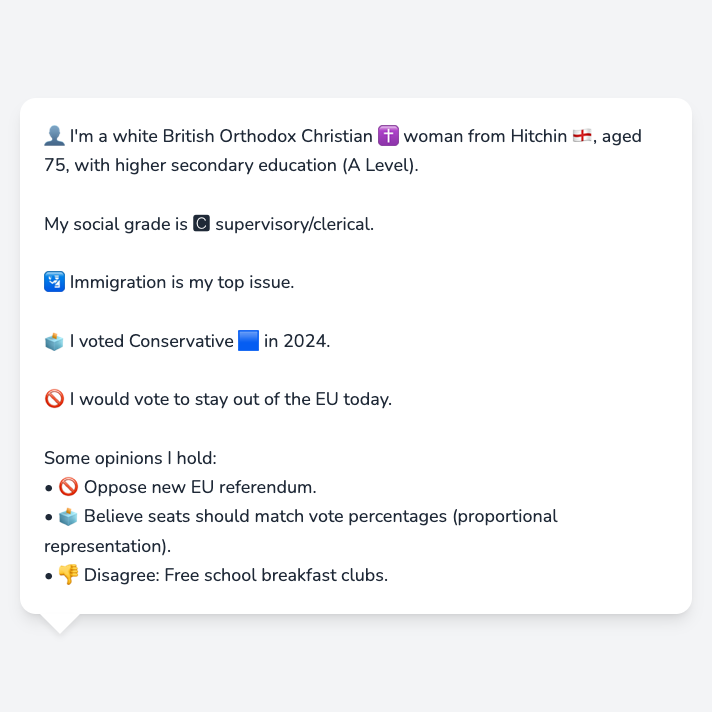 👤 I'm a white British Orthodox Christian ✝️ woman from Hitchin 🏴󠁧󠁢󠁥󠁮󠁧󠁿, aged
75, with higher secondary education (A Level).
My social grade is 🅲 supervisory/clerical.
🛂 Immigration is my top issue.
🗳️ I voted Conservative 🟦 in 2024.
🚫 I would vote to stay out of the EU today.
Some opinions I hold:
• 🚫 Oppose new EU referendum.
• 🗳️ Believe seats should match vote percentages (proportional
representation).
• 👎 Disagree: Free school breakfast clubs.